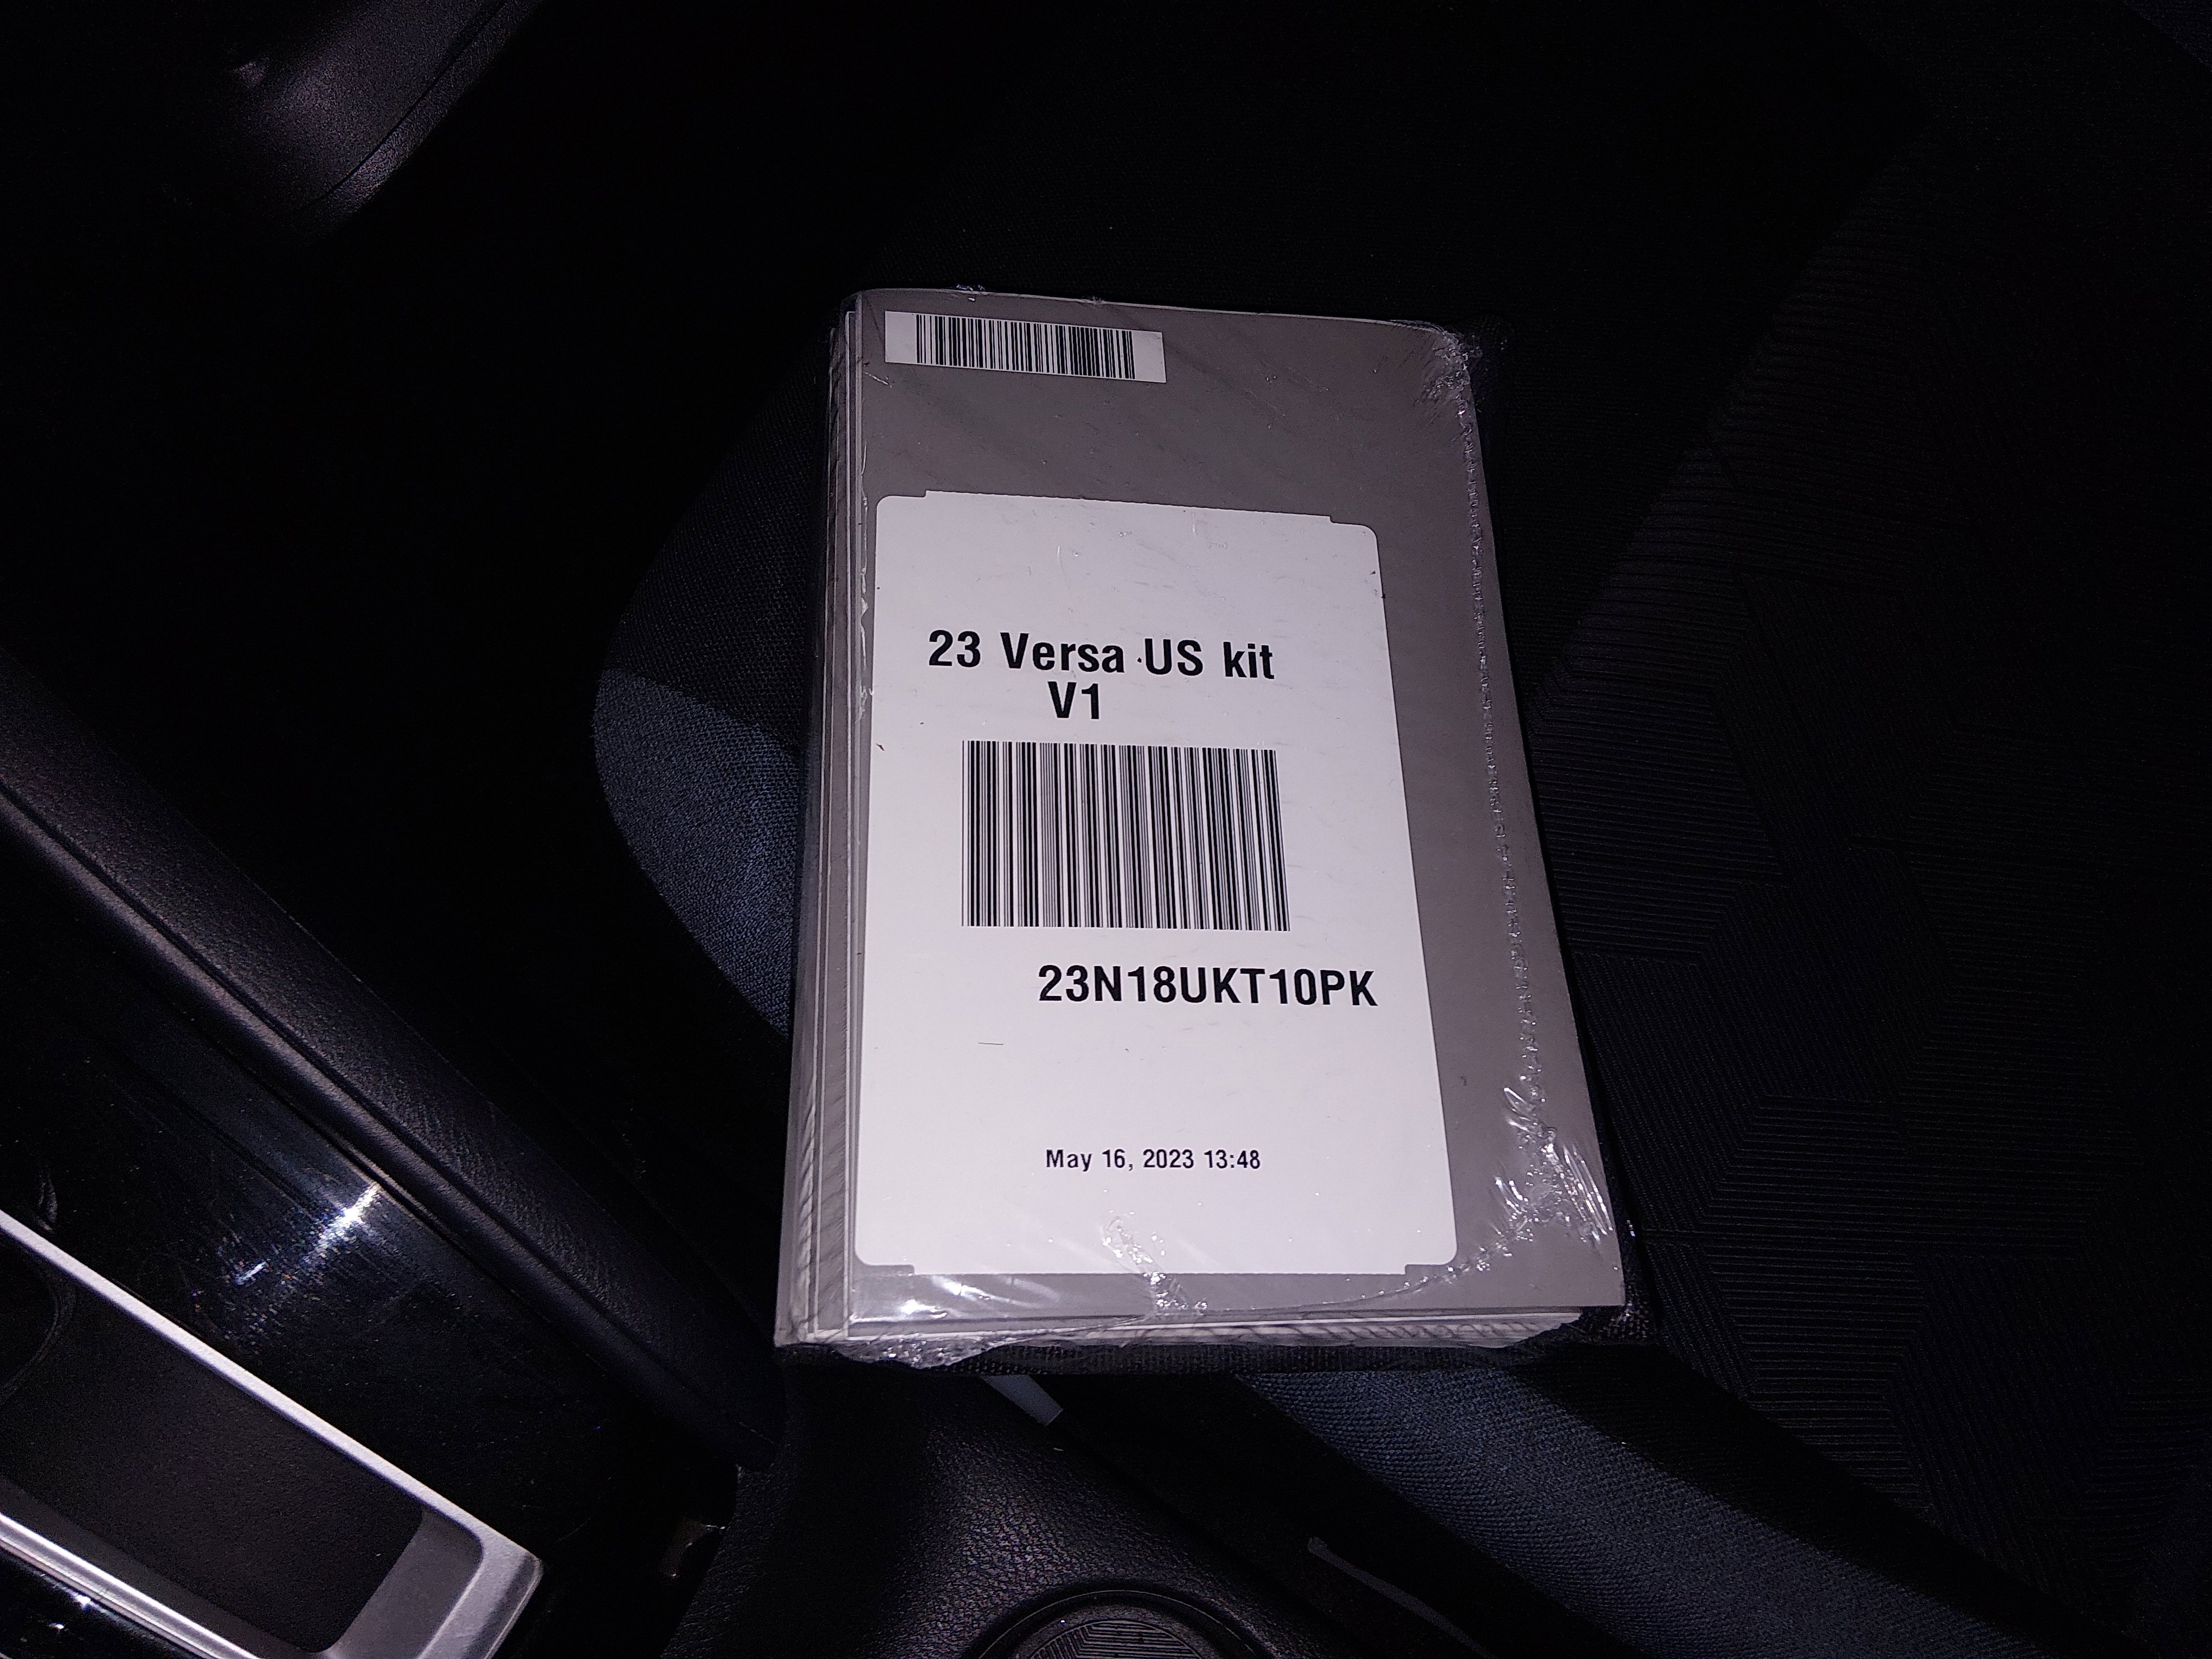 23 Versa US kit
V1
23N18UKT10PK
May 16, 2023 13:48